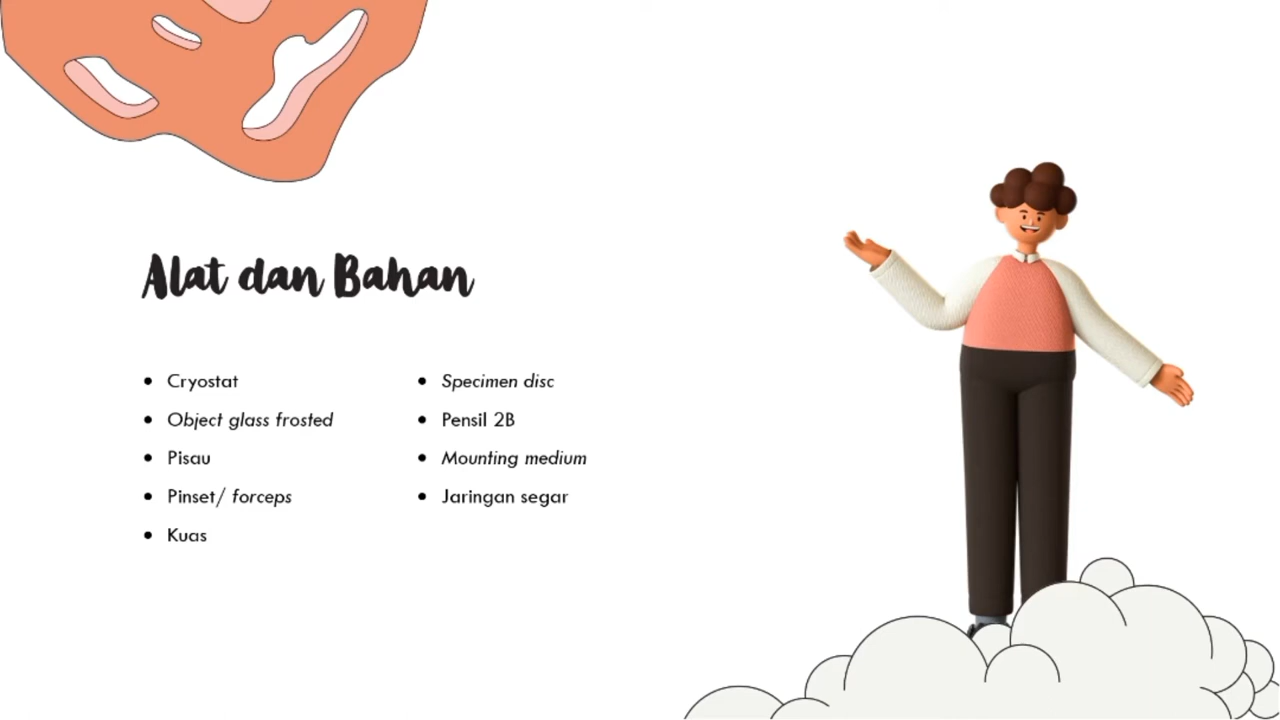 Alat dan Bahan
• Cryostat
• Object glass frosted
• Pisau
• Pinset/ forceps
• Kuas
• Specimen disc
• Pensil 2B
• Mounting medium
• Jaringan segar